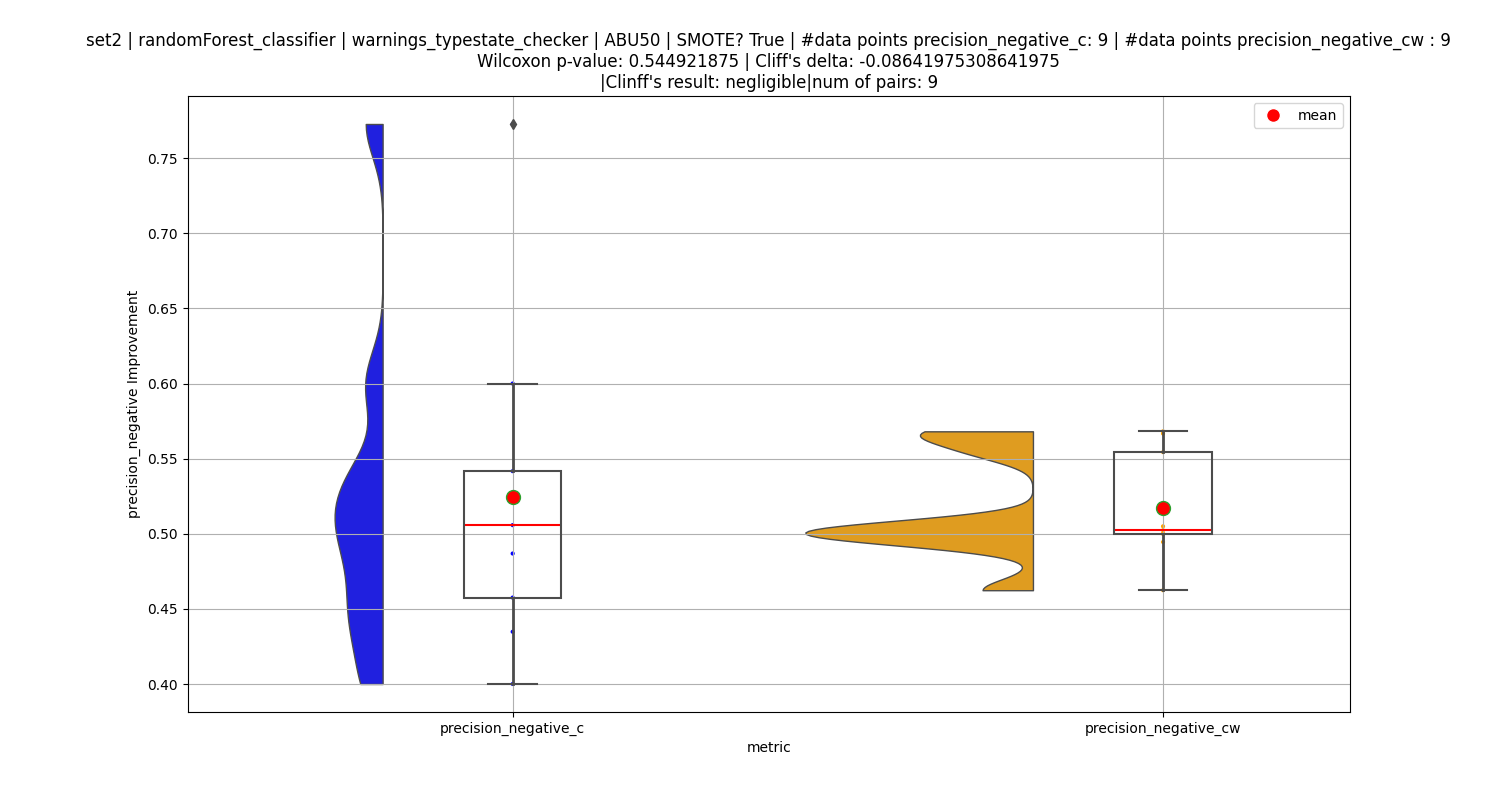 set2 | randomForest_classifier | warnings_typestate_checker | ABU50 | SMOTE? True | #data points precision_negative_c: 9 | #data points precision_negative_cw : 9
Wilcoxon p-value: 0.544921875 | Cliff's delta: -0.08641975308641975
|Clinff's result: negligible|num of pairs: 9
mean
precision_negative Improvement
0.75
0.70
0.65
0.60
0.55
0.50
0.45
0.40
precision_negative_c
precision_negative_cw
metric